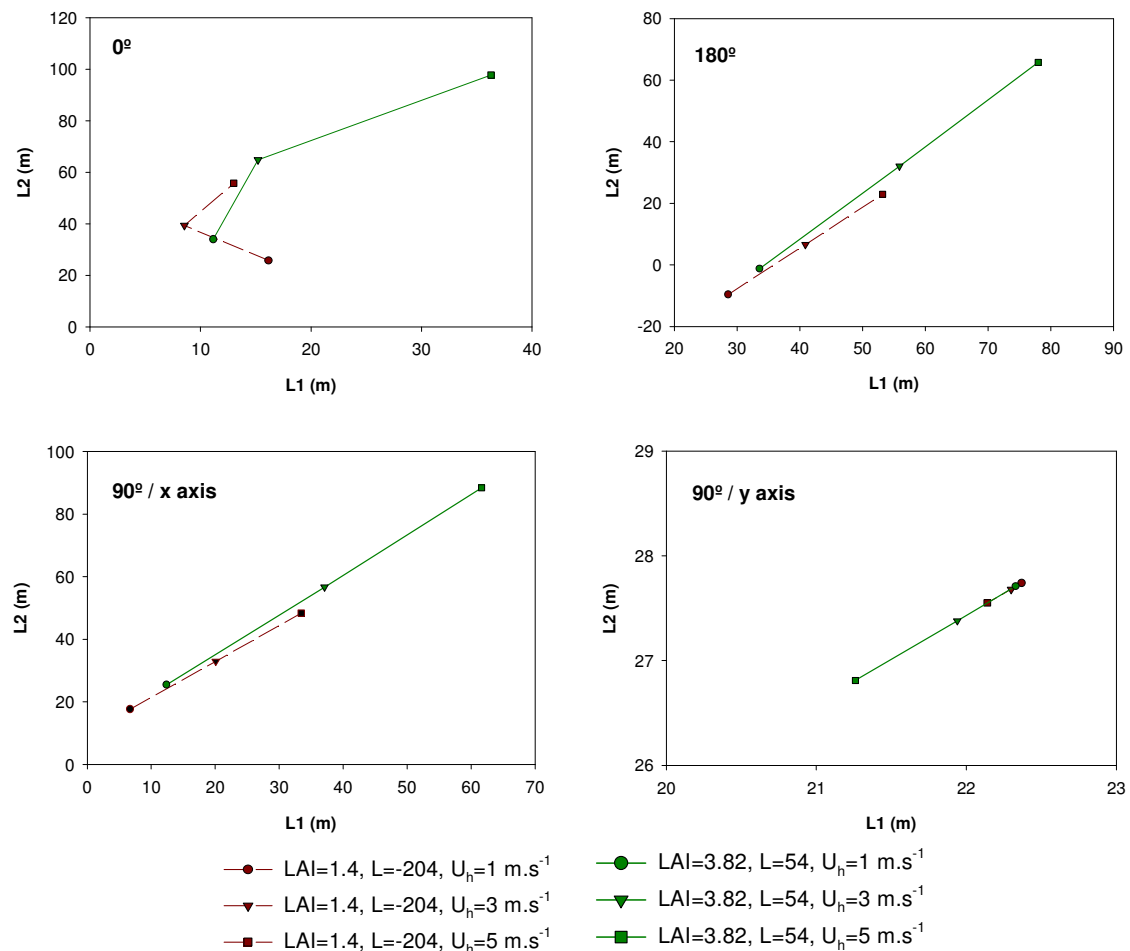 0º
L2 (m)
120
100
80
60
40
20
0
0 10 20 30 40
L1 (m)
180º
L2 (m)
80
60
40
20
0
-20
20 30 40 50 60 70 80 90
L1 (m)
90º / x axis
L2 (m)
100
80
60
40
20
0
0 10 20 30 40 50 60 70
L1 (m)
90º / y axis
L2 (m)
29
28
27
26
20 21 22 23
L1 (m)
LAI=1.4, L=-204, Uₕ=1 m.s⁻¹
LAI=1.4, L=-204, Uₕ=3 m.s⁻¹
LAI=1.4, L=-204, Uₕ=5 m.s⁻¹
LAI=3.82, L=54, Uₕ=1 m.s⁻¹
LAI=3.82, L=54, Uₕ=3 m.s⁻¹
LAI=3.82, L=54, Uₕ=5 m.s⁻¹